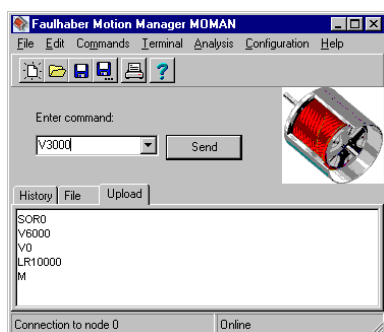 Faulhaber Motion Manager MOMAN
File Edit Commands Terminal Analysis Configuration Help
Enter command:
V3000
Send
History File Upload
SOR0
V6000
V0
LR10000
M
Connection to node 0 Online